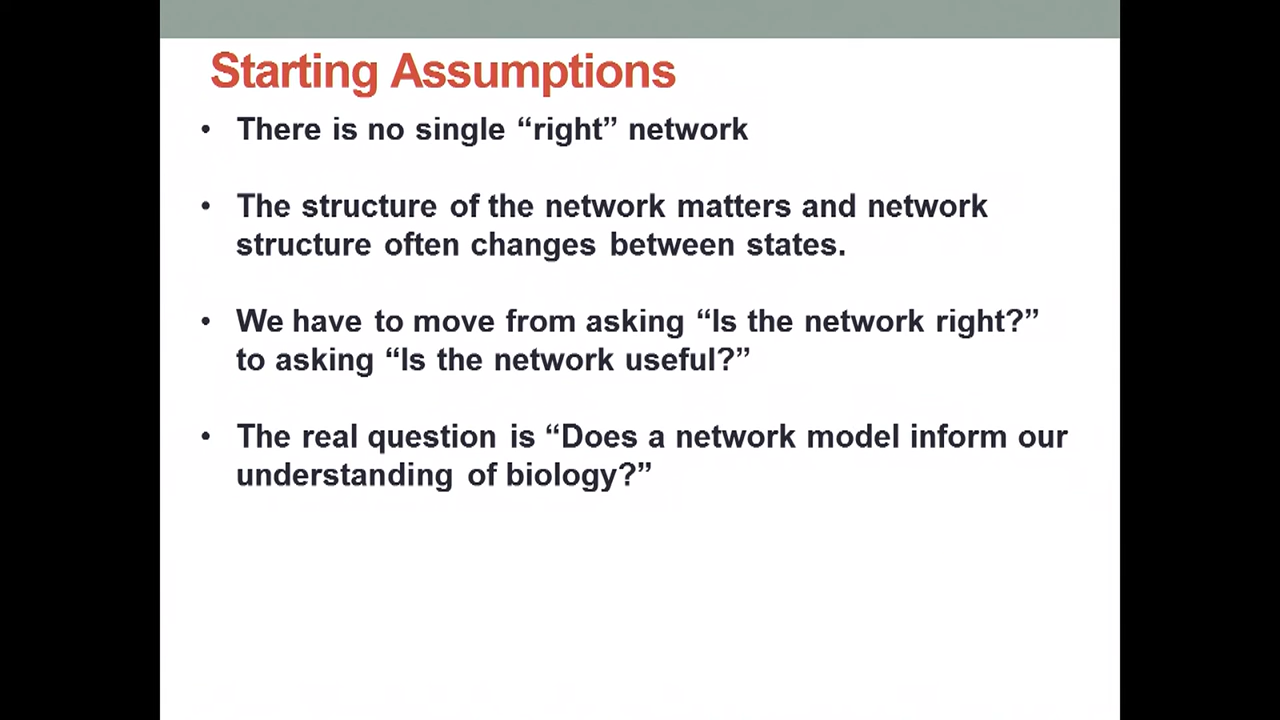 Starting Assumptions
• There is no single “right” network
• The structure of the network matters and network
structure often changes between states.
• We have to move from asking “Is the network right?”
to asking “Is the network useful?”
• The real question is “Does a network model inform our
understanding of biology?”